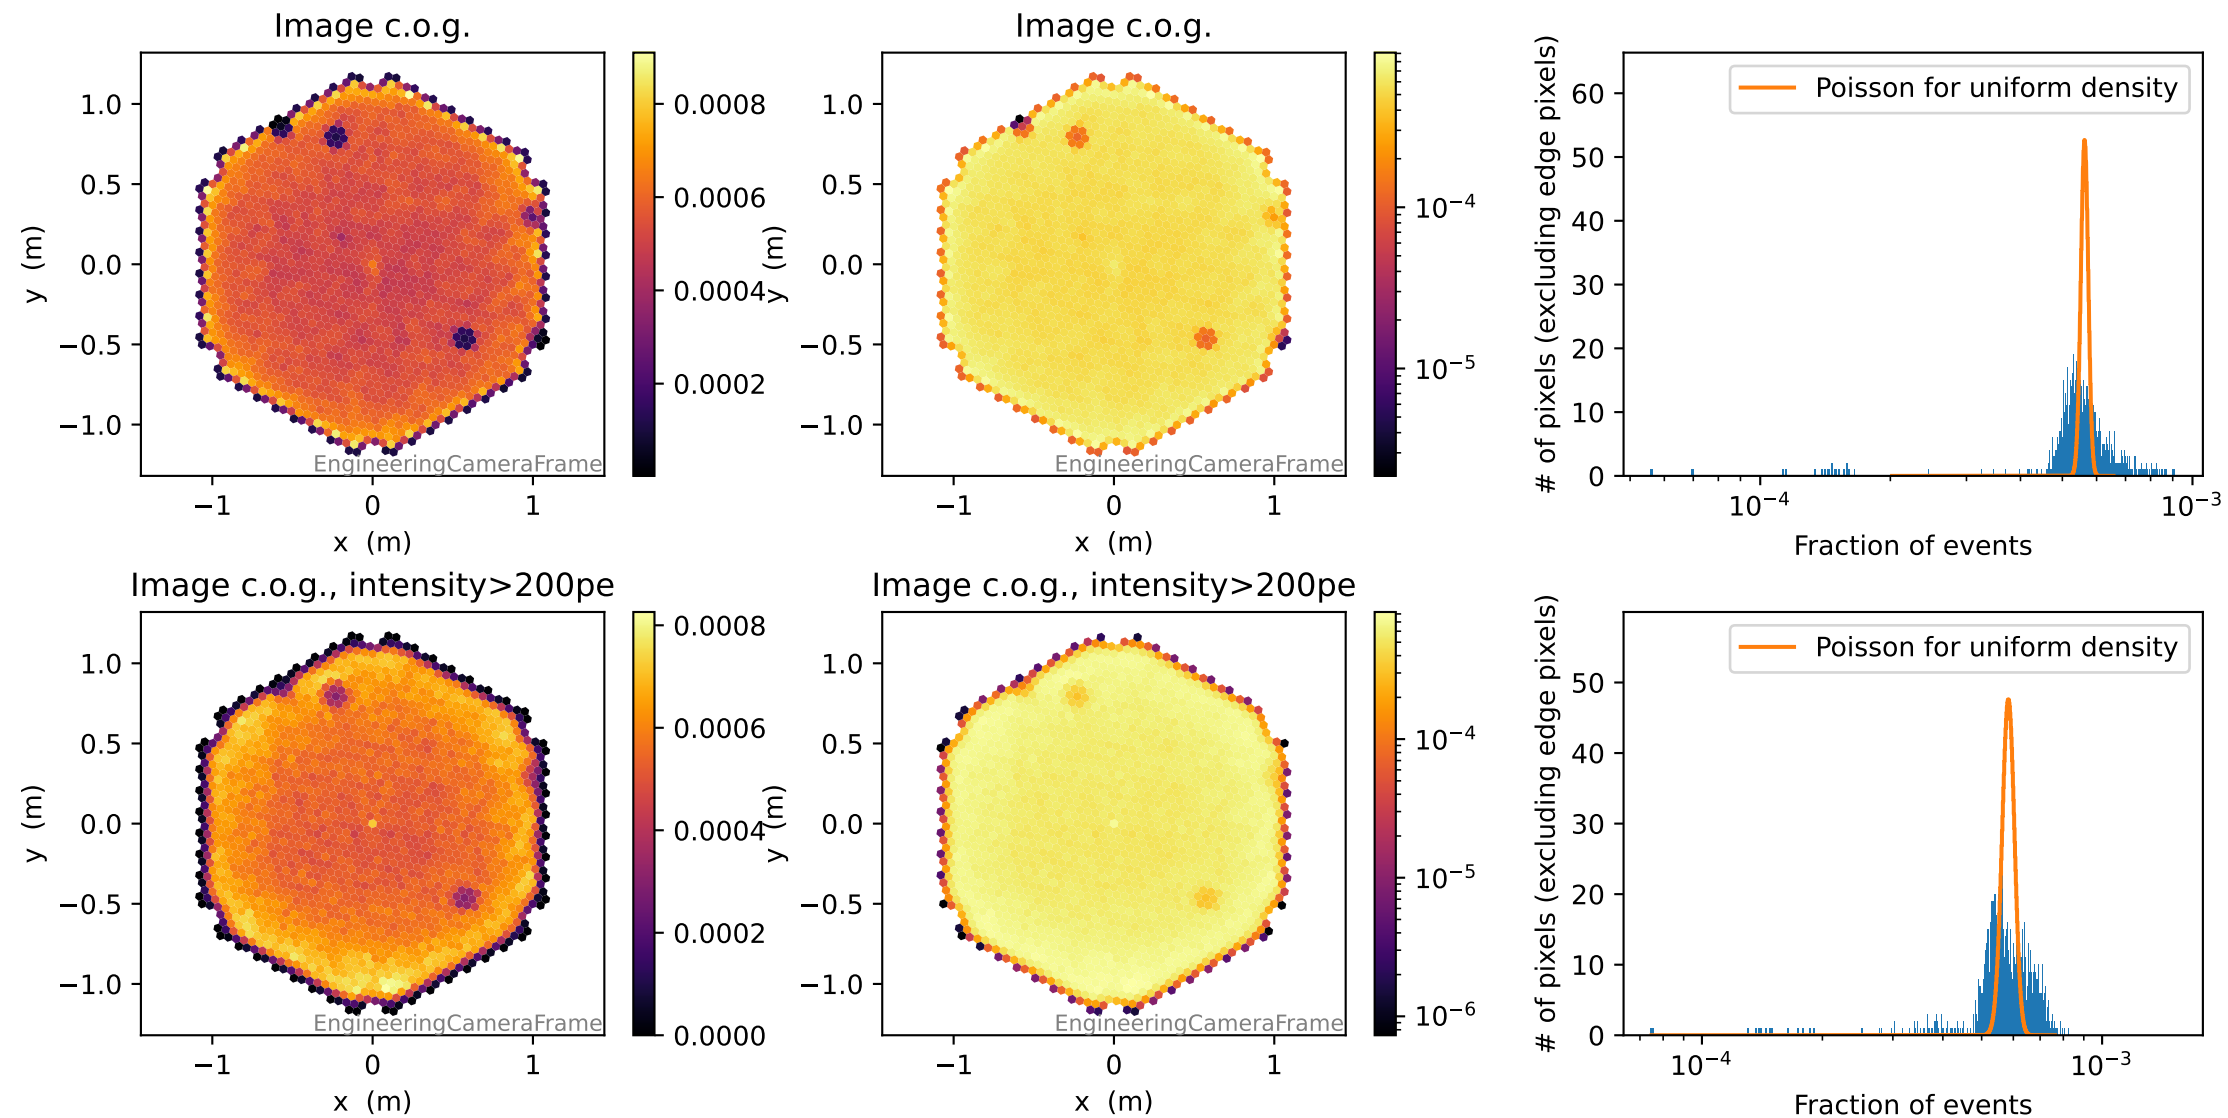 Image c.o.g.
1.0
0.5
0.0
−0.5
−1.0
y (m)
−1
0
1
x (m)
EngineeringCameraFrame
0.0008
0.0006
0.0004
0.0002
Image c.o.g.
1.0
0.5
0.0
−0.5
−1.0
y (m)
−1
0
1
x (m)
EngineeringCameraFrame
10−4
10−5
Poisson for uniform density
60
50
40
30
20
10
0
# of pixels (excluding edge pixels)
10−4
10−3
Fraction of events
Image c.o.g., intensity>200pe
1.0
0.5
0.0
−0.5
−1.0
y (m)
−1
0
1
x (m)
EngineeringCameraFrame
0.0008
0.0006
0.0004
0.0002
0.0000
Image c.o.g., intensity>200pe
1.0
0.5
0.0
−0.5
−1.0
y (m)
−1
0
1
x (m)
EngineeringCameraFrame
10−4
10−5
10−6
Poisson for uniform density
50
40
30
20
10
0
# of pixels (excluding edge pixels)
10−4
10−3
Fraction of events